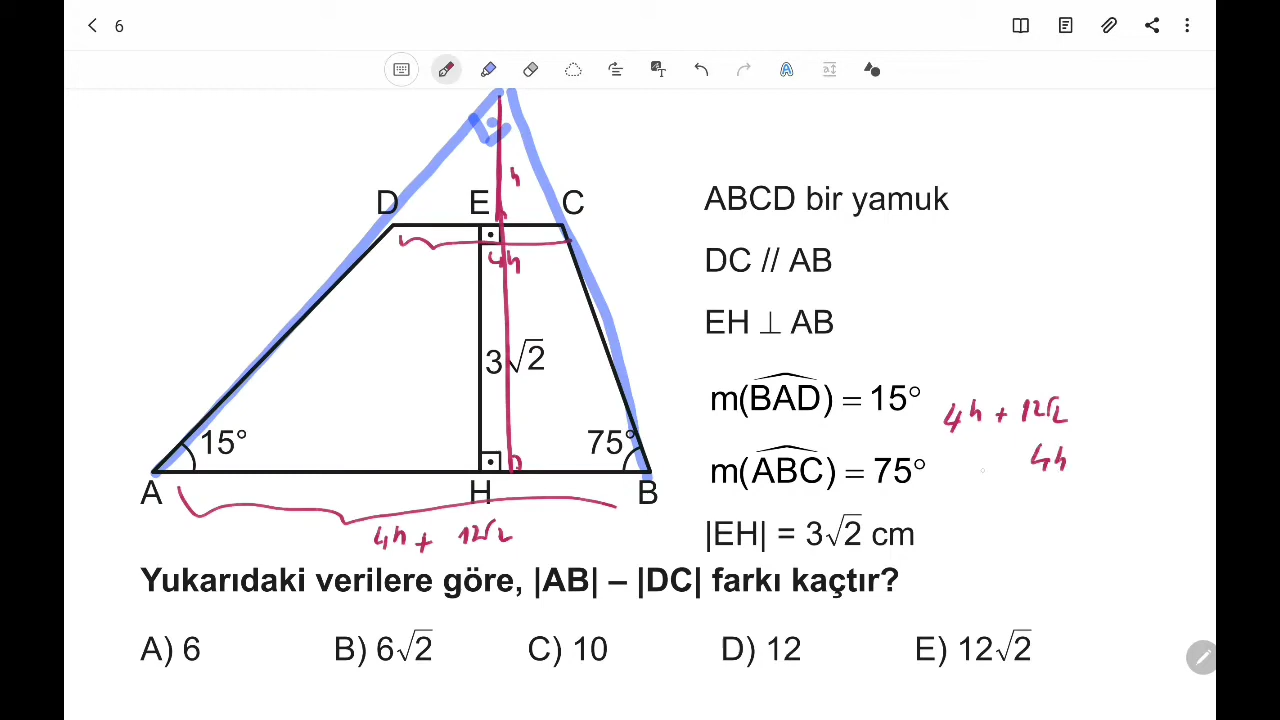 6
D E C
h
4h
3√2
15° 75°
A H B
4h + 12√2
ABCD bir yamuk
DC // AB
EH ⊥ AB
m(BAD) = 15°
m(ABC) = 75°
|EH| = 3√2 cm
4h + 12√2
4h
Yukarıdaki verilere göre, |AB| – |DC| farkı kaçtır?
A) 6 B) 6√2 C) 10 D) 12 E) 12√2